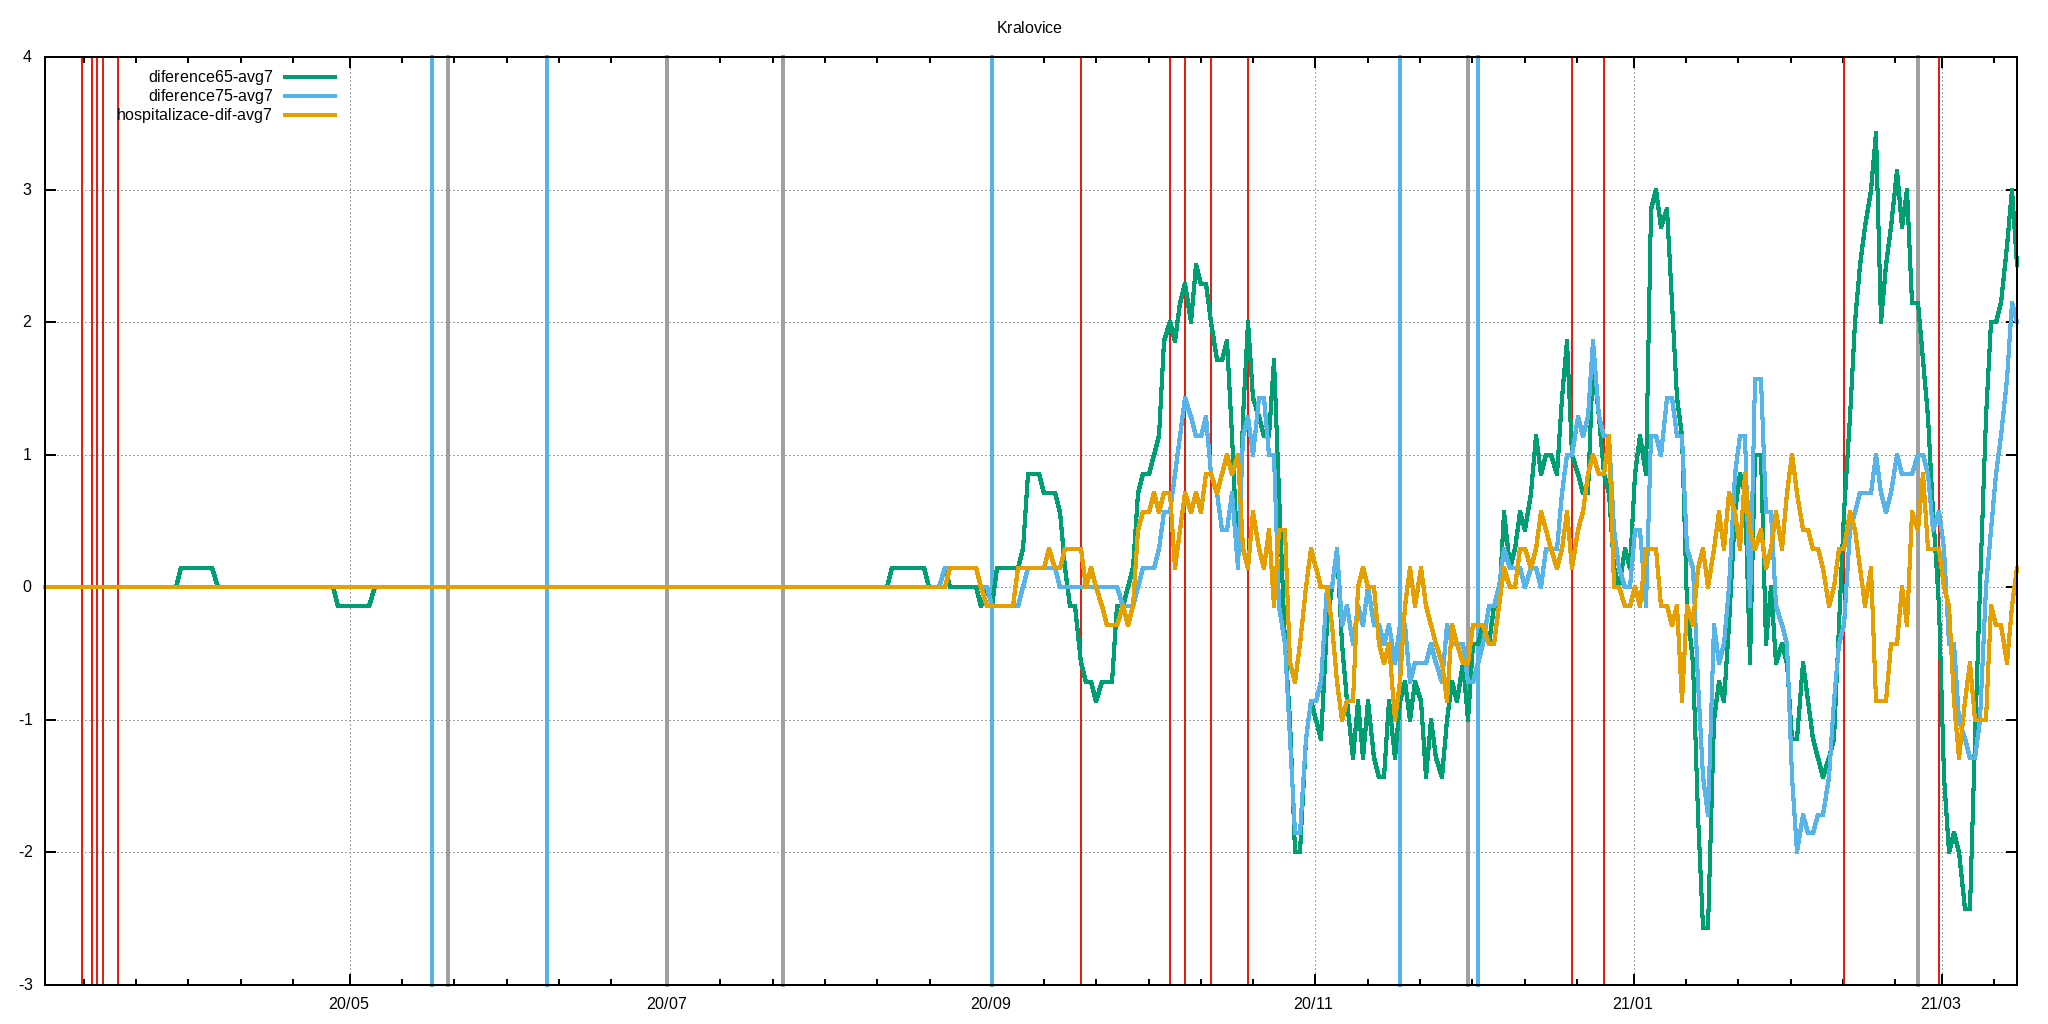 Kralovice
4
diference65-avg7
diference75-avg7
hospitalizace-dif-avg7
3
2
1
0
-1
-2
-3
20/05 20/07 20/09 20/11 21/01 21/03